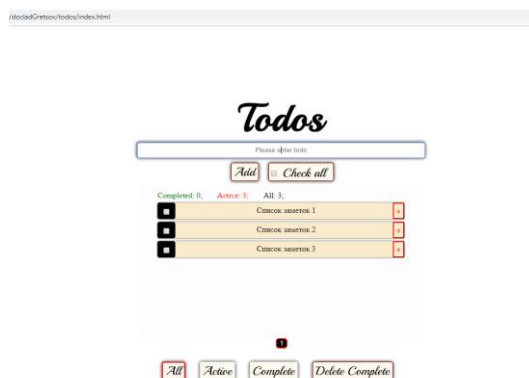 /docladGretsov/todos/index.html
Todos
Please enter todo
Add Check all
Completed: 0; Active: 3; All: 3;
Список заметок 1 x
Список заметок 2 x
Список заметок 3 x
1
All Active Complete Delete Complete